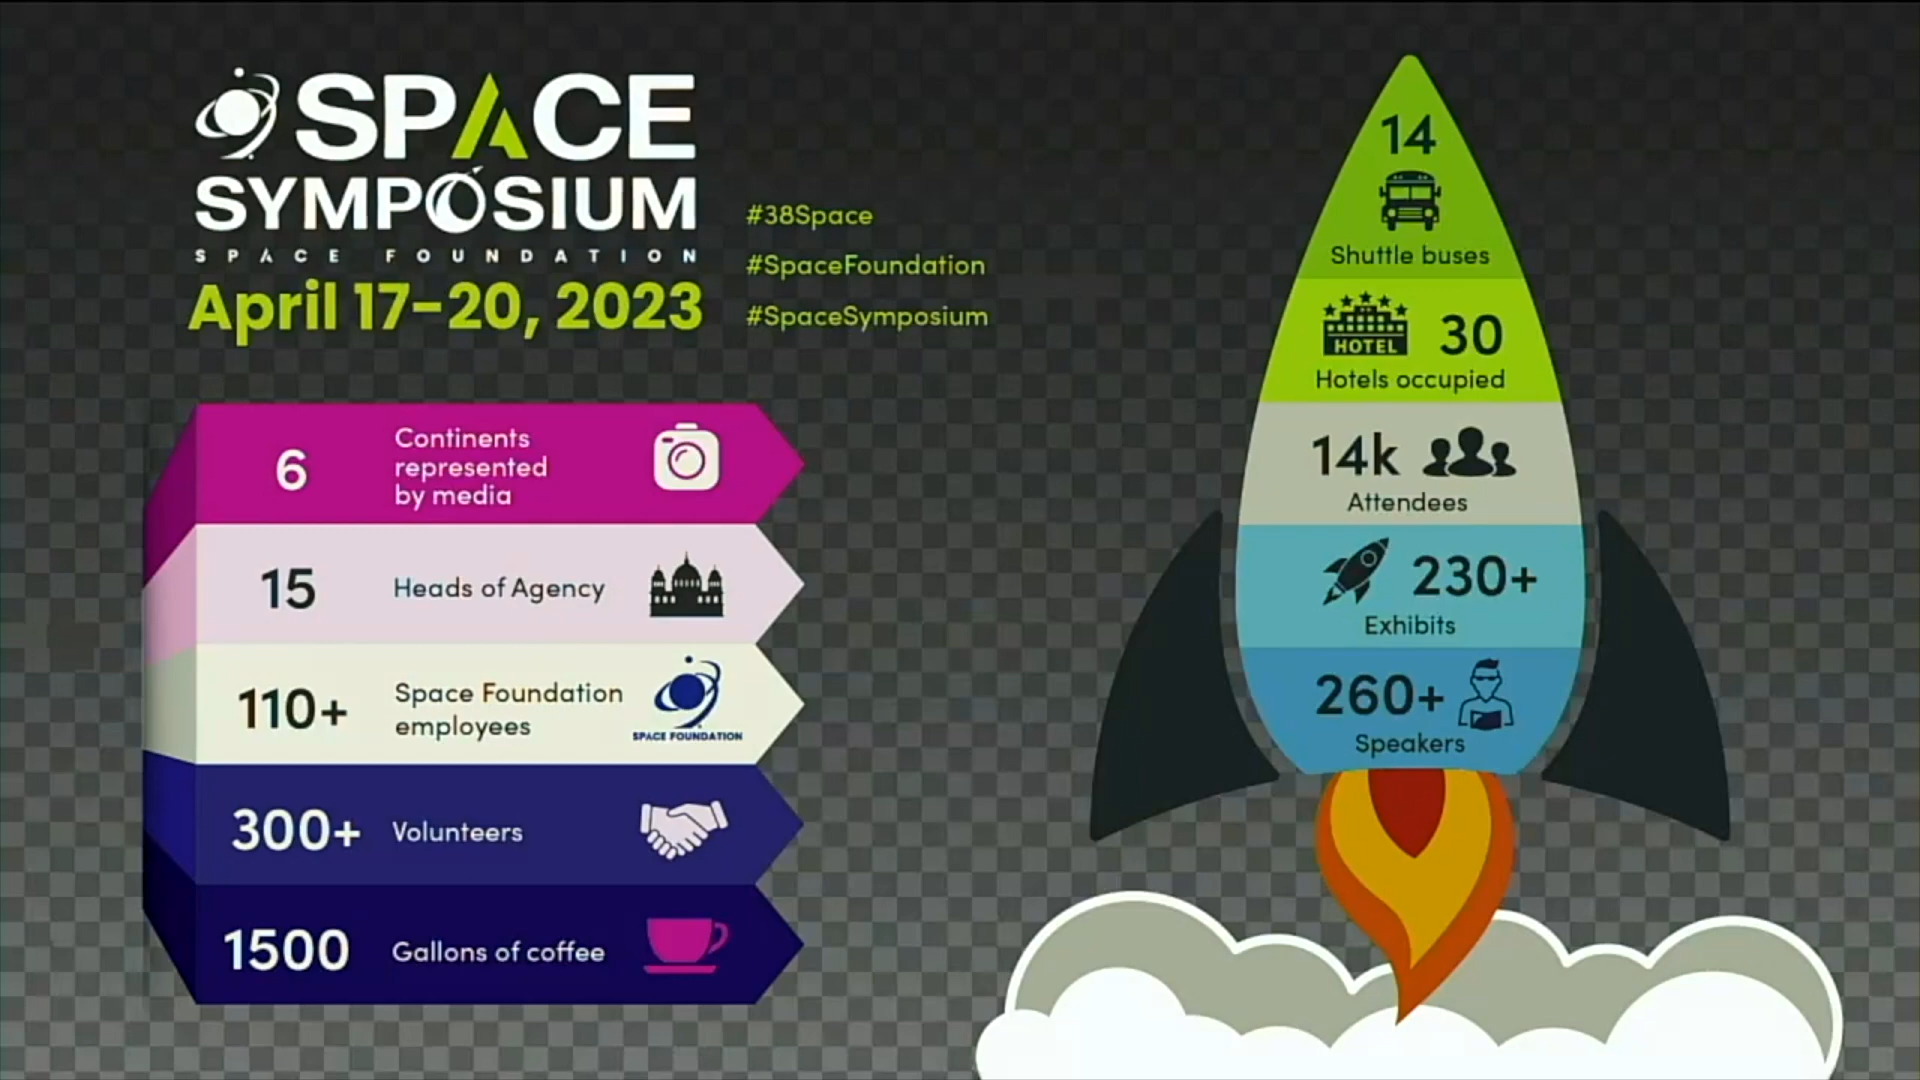 SPACE
SYMPOSIUM
SPACE FOUNDATION
April 17-20, 2023
#38Space
#SpaceFoundation
#SpaceSymposium
6
Continents
represented
by media
15
Heads of Agency
110+
Space Foundation
employees
SPACE FOUNDATION
300+
Volunteers
1500
Gallons of coffee
14
Shuttle buses
HOTEL
30
Hotels occupied
14k
Attendees
230+
Exhibits
260+
Speakers